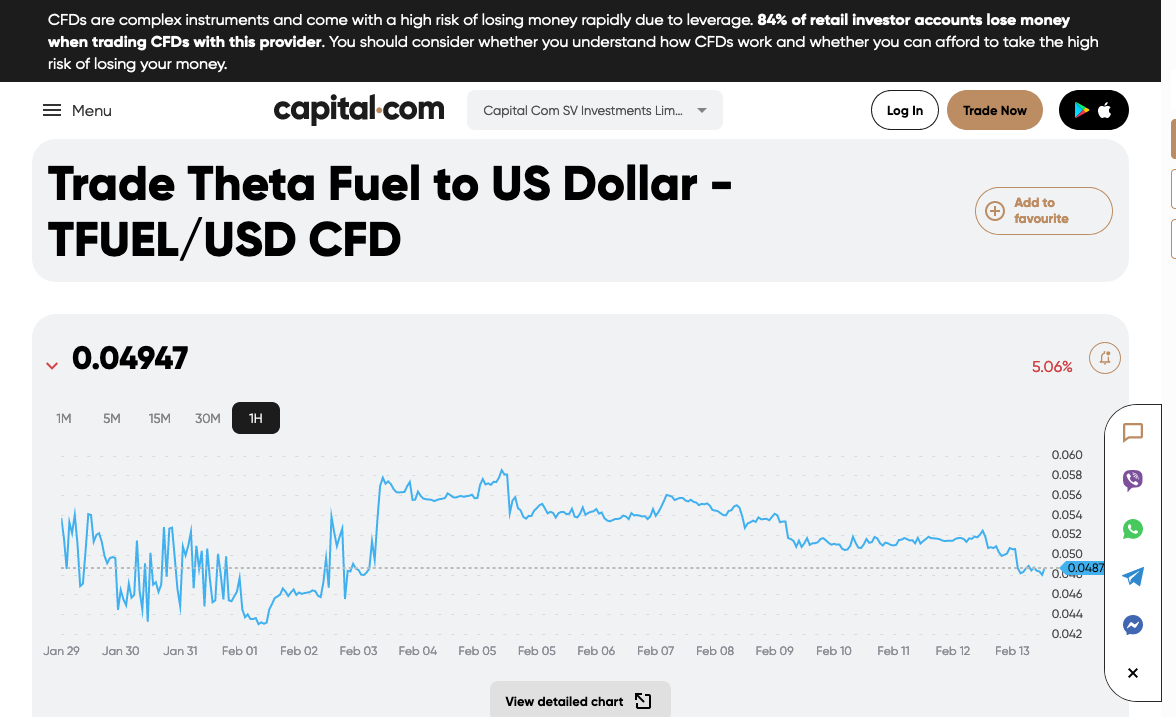 CFDs are complex instruments and come with a high risk of losing money rapidly due to leverage. 84% of retail investor accounts lose money
when trading CFDs with this provider. You should consider whether you understand how CFDs work and whether you can afford to take the high
risk of losing your money.
Menu
capital.com
Capital Com SV Investments Lim...
Log In
Trade Now
Trade Theta Fuel to US Dollar -
TFUEL/USD CFD
Add to
favourite
0.04947
5.06%
1M 5M 15M 30M 1H
0.060
0.058
0.056
0.054
0.052
0.050
0.0487
0.048
0.046
0.044
0.042
Jan 29 Jan 30 Jan 31 Feb 01 Feb 02 Feb 03 Feb 04 Feb 05 Feb 05 Feb 06 Feb 07 Feb 08 Feb 09 Feb 10 Feb 11 Feb 12 Feb 13
View detailed chart